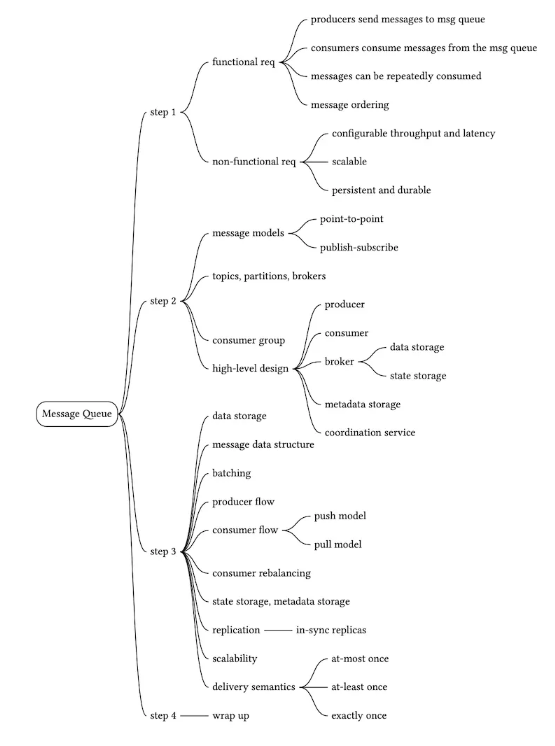 Message Queue
step 1
functional req
producers send messages to msg queue
consumers consume messages from the msg queue
messages can be repeatedly consumed
message ordering
non-functional req
configurable throughput and latency
scalable
persistent and durable
step 2
message models
point-to-point
publish-subscribe
topics, partitions, brokers
consumer group
high-level design
producer
consumer
broker
data storage
state storage
metadata storage
coordination service
step 3
data storage
message data structure
batching
producer flow
consumer flow
push model
pull model
consumer rebalancing
state storage, metadata storage
replication
in-sync replicas
scalability
delivery semantics
at-most once
at-least once
exactly once
step 4
wrap up